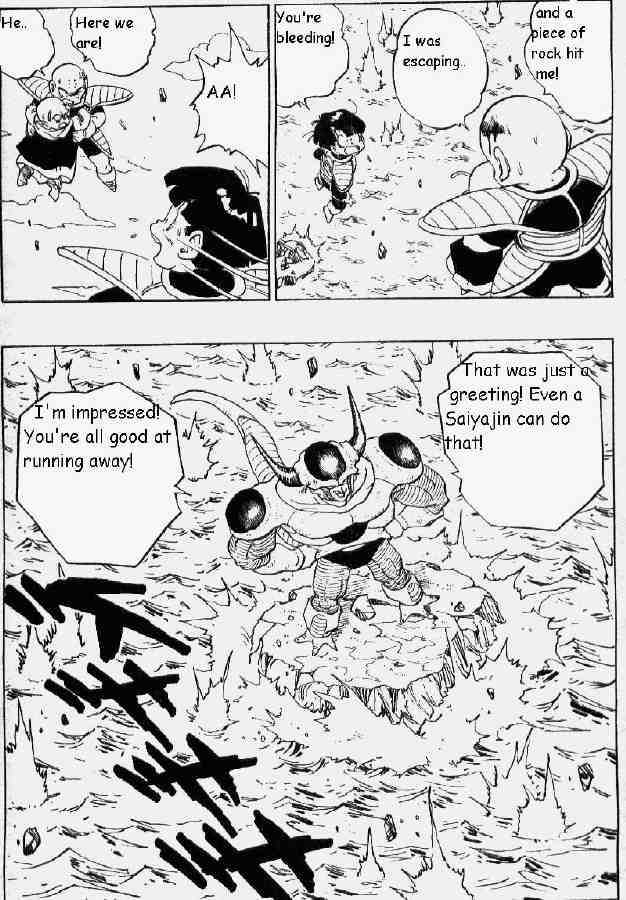 He..
Here we
are!
AA!
You're
bleeding!
I was
escaping..
and a
piece of
rock hit
me!
I'm impressed!
You're all good at
running away!
That was just a
greeting! Even a
Saiyajin can do
that!